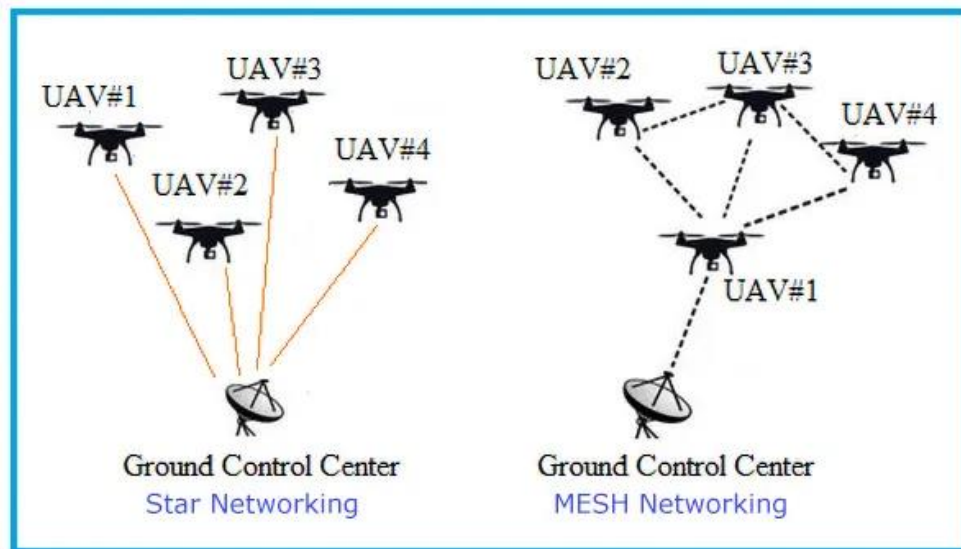 UAV#1
UAV#3
UAV#2
UAV#4
Ground Control Center
Star Networking
UAV#2
UAV#3
UAV#4
UAV#1
Ground Control Center
MESH Networking